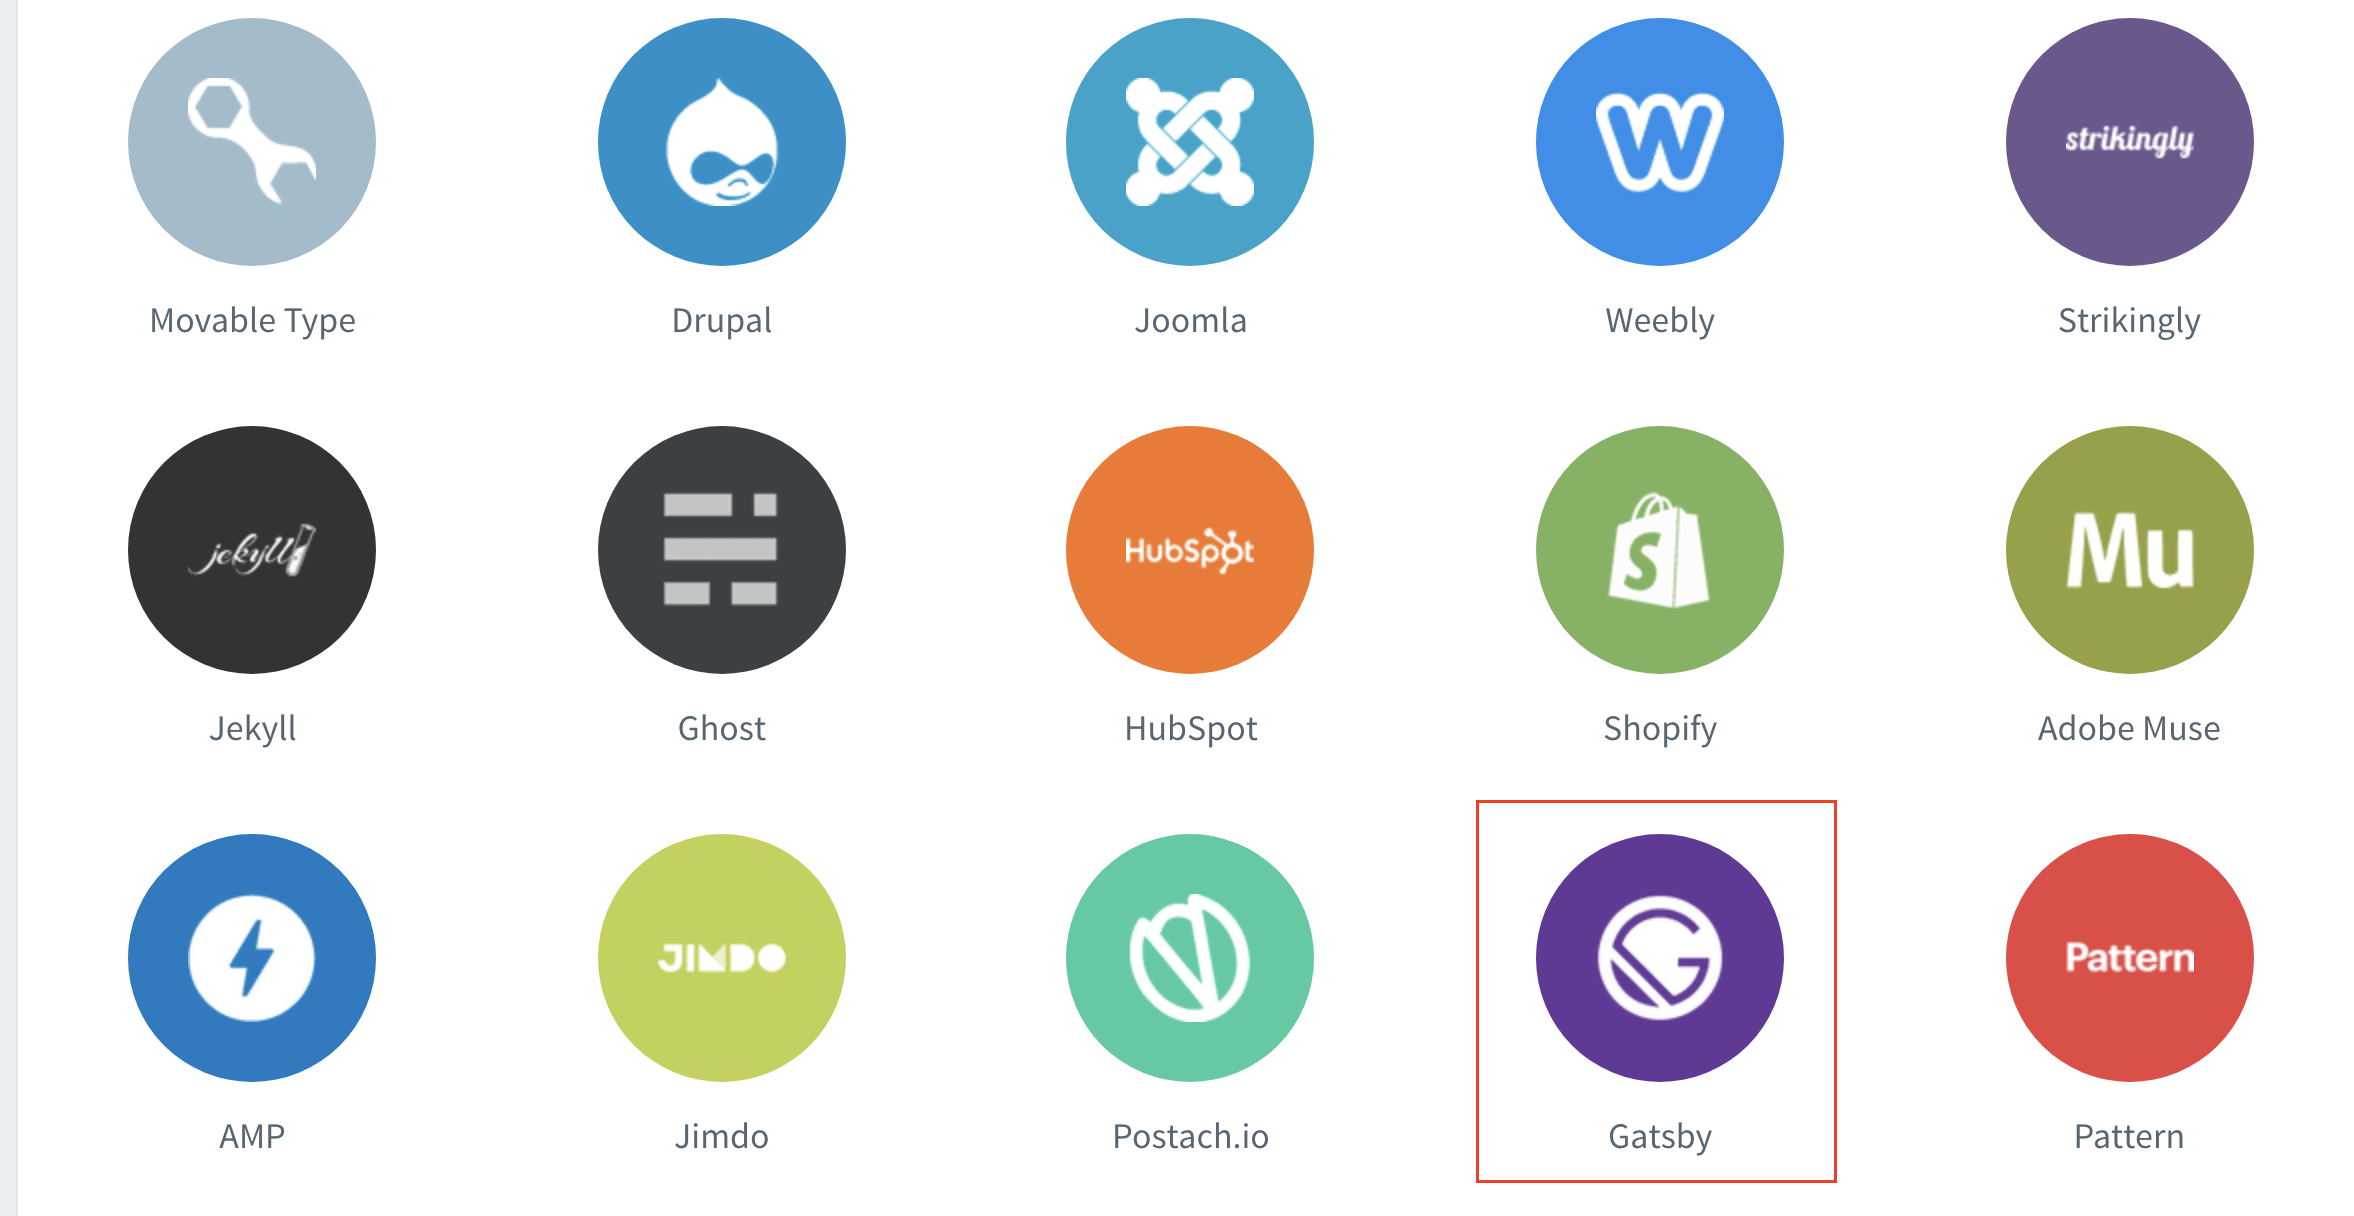 strikingly
Movable Type
Drupal
Joomla
Weebly
Strikingly
jekyll
HubSpot
S
Mu
Jekyll
Ghost
HubSpot
Shopify
Adobe Muse
JIMDO
G
Pattern
AMP
Jimdo
Postach.io
Gatsby
Pattern